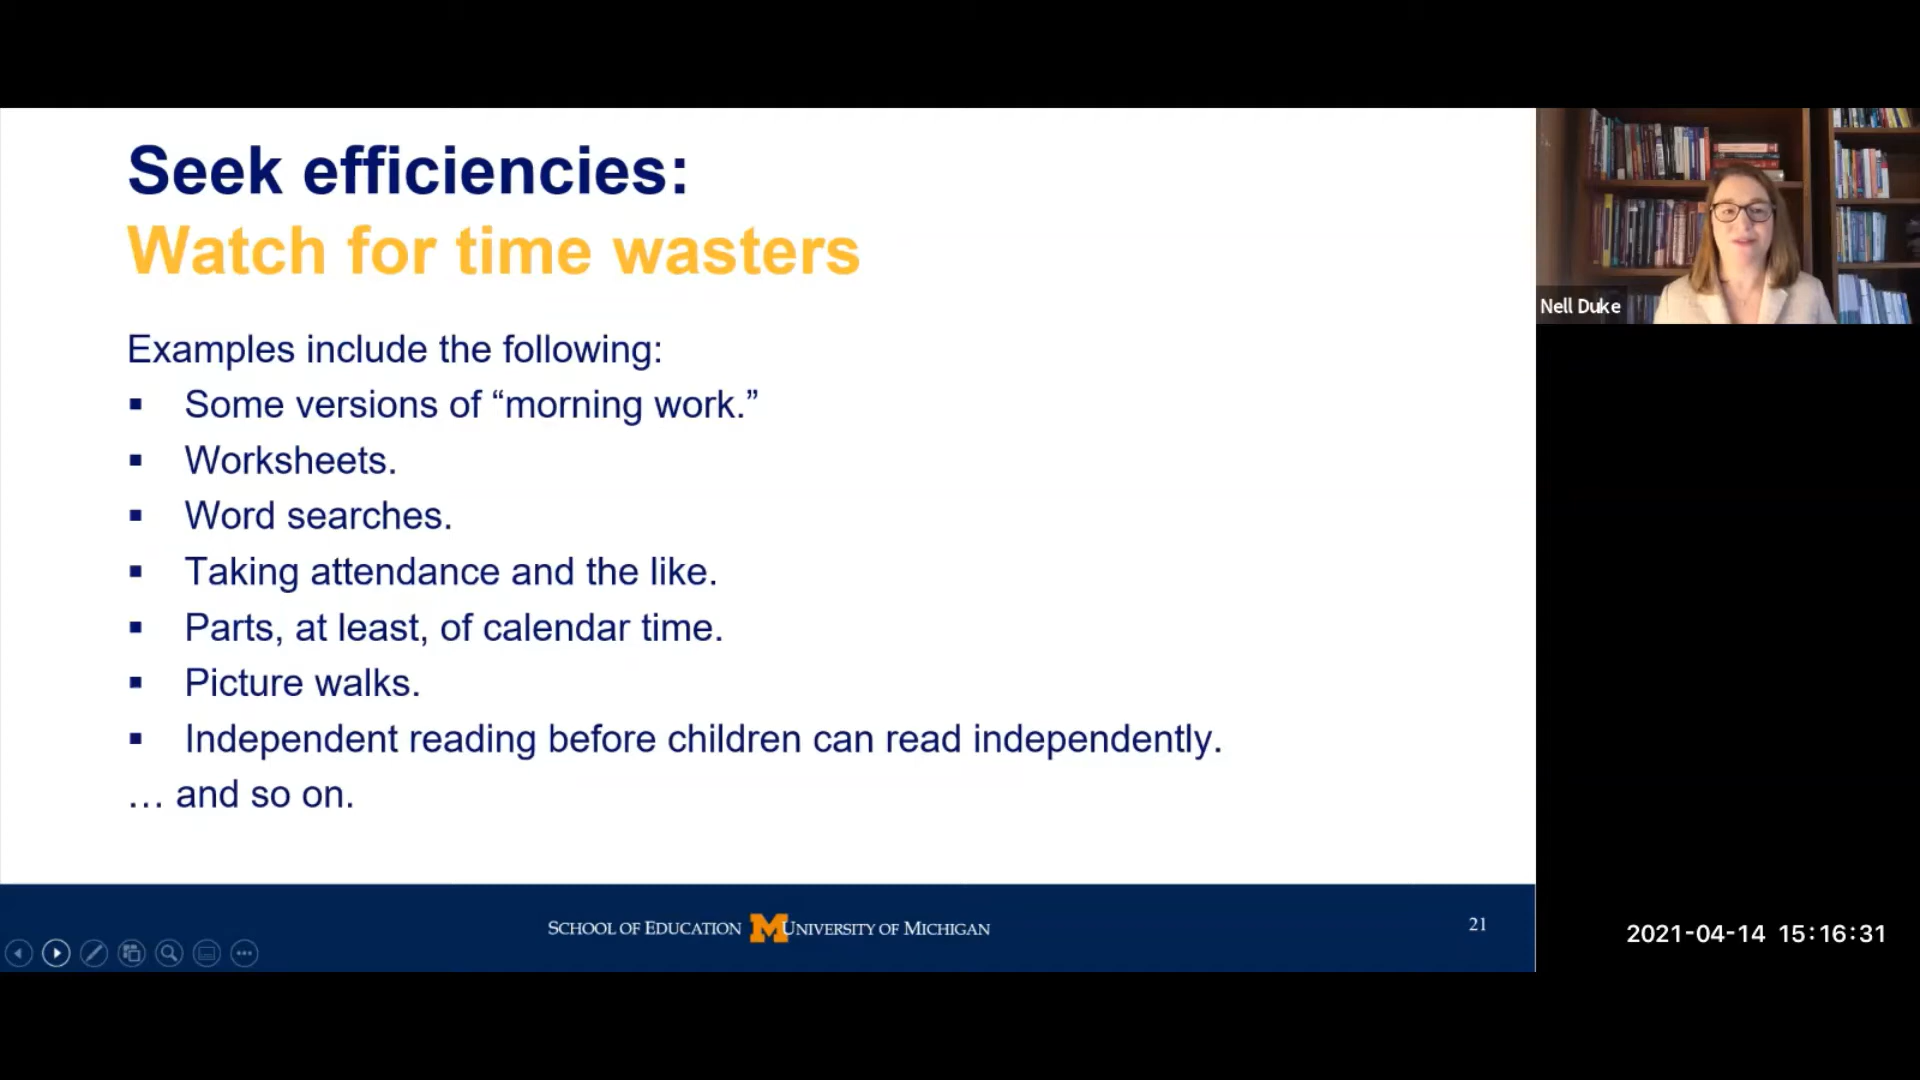 Seek efficiencies:
Watch for time wasters
Examples include the following:
▪ Some versions of “morning work.”
▪ Worksheets.
▪ Word searches.
▪ Taking attendance and the like.
▪ Parts, at least, of calendar time.
▪ Picture walks.
▪ Independent reading before children can read independently.
… and so on.
Nell Duke
SCHOOL OF EDUCATION M UNIVERSITY OF MICHIGAN
21
2021-04-14 15:16:31